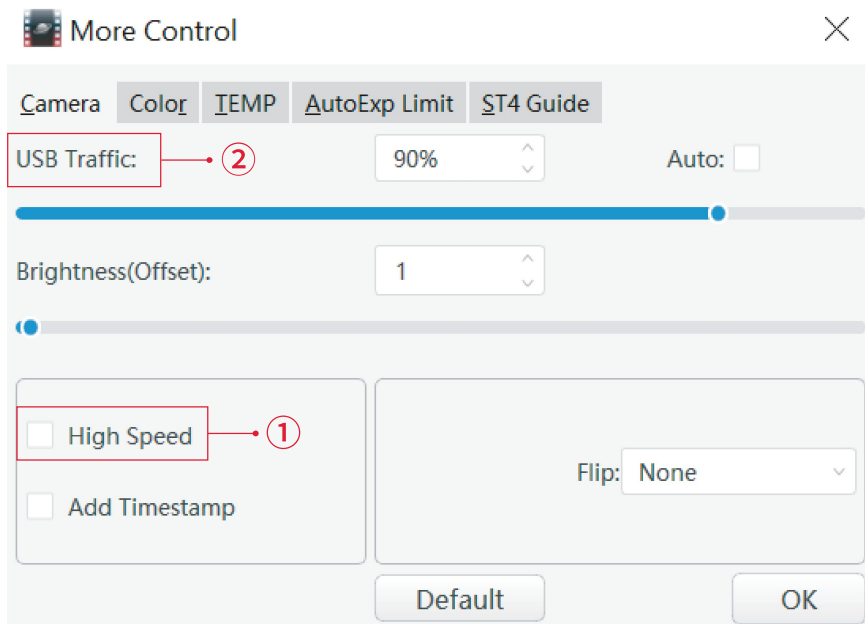 More Control
Camera Color TEMP AutoExp Limit ST4 Guide
USB Traffic: ② 90% Auto:
Brightness(Offset): 1
High Speed ①
Flip: None
Add Timestamp
Default OK